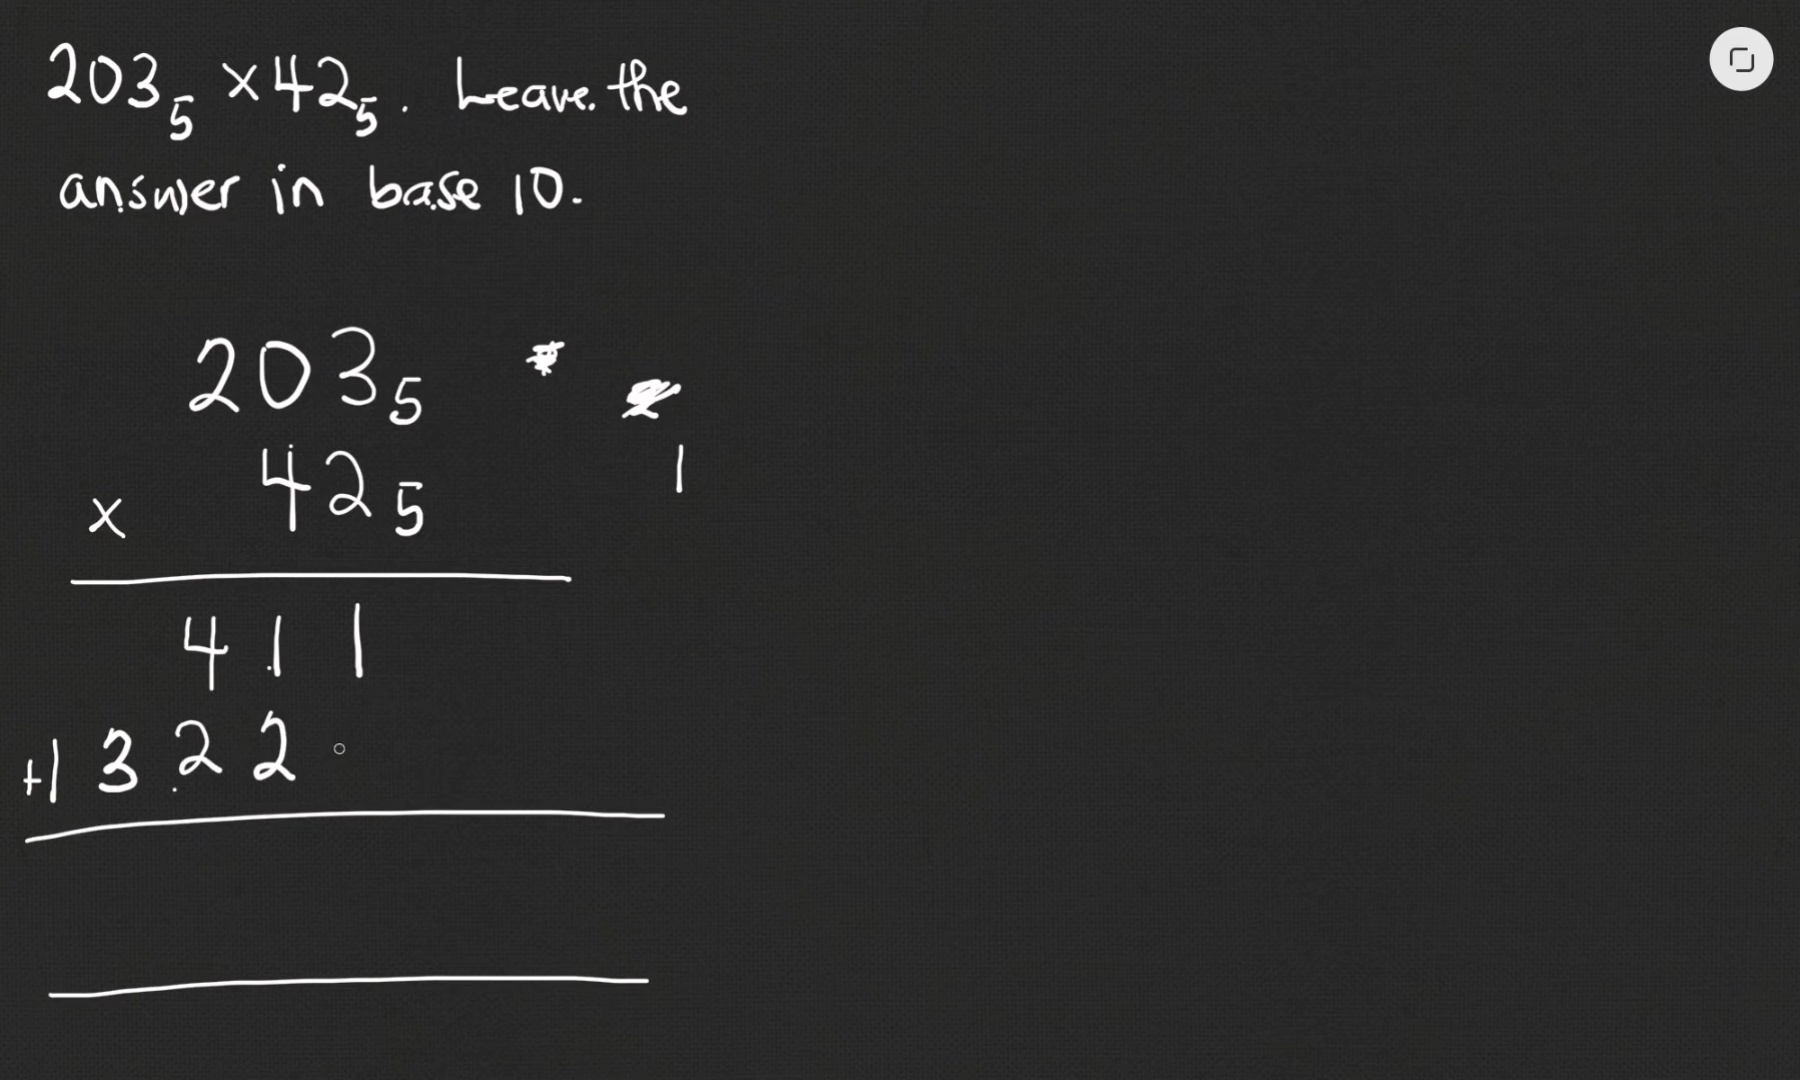 203₅ × 42₅. Leave. the
answer in base 10.
203₅
× 42₅
1
411
+1322